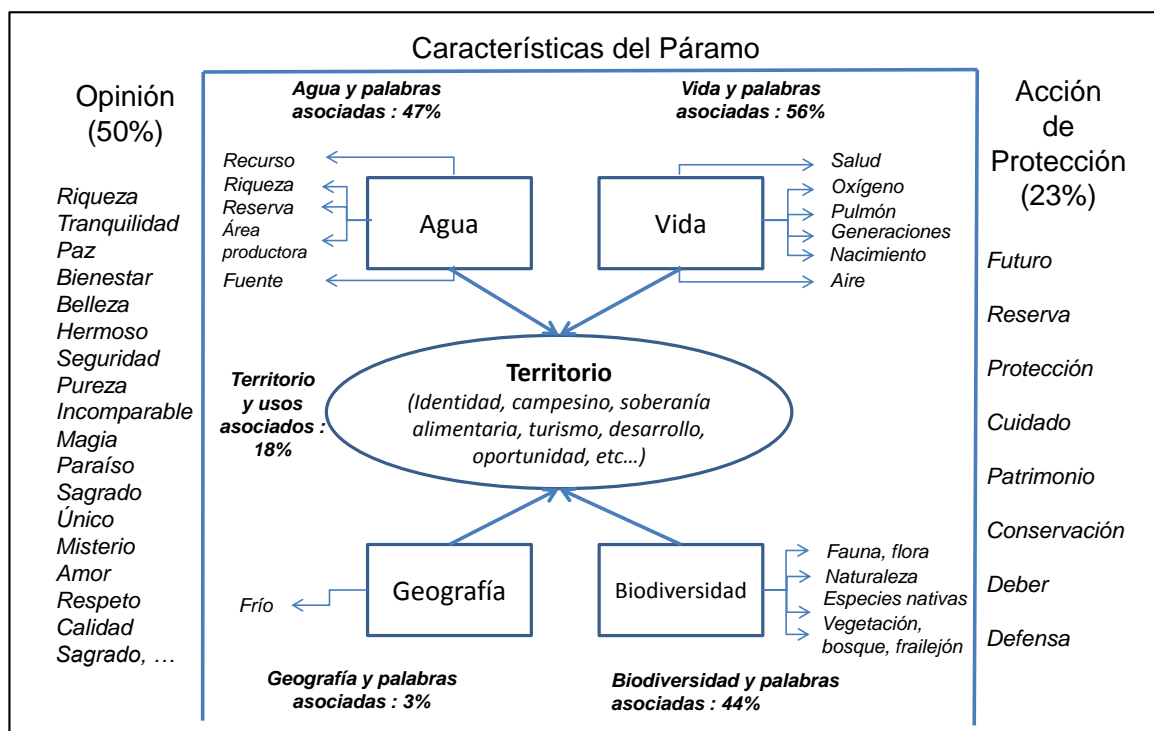 Características del Páramo
Opinión
(50%)
Riqueza
Tranquilidad
Paz
Bienestar
Belleza
Hermoso
Seguridad
Pureza
Incomparable
Magia
Paraíso
Sagrado
Único
Misterio
Amor
Respeto
Calidad
Sagrado, …
Agua y palabras
asociadas : 47%
Recurso
Riqueza
Reserva
Área
productora
Fuente
Agua
Vida y palabras
asociadas : 56%
Vida
Salud
Oxígeno
Pulmón
Generaciones
Nacimiento
Aire
Territorio
y usos
asociados :
18%
Territorio
(Identidad, campesino, soberanía
alimentaria, turismo, desarrollo,
oportunidad, etc…)
Frío
Geografía
Geografía y palabras
asociadas : 3%
Biodiversidad
Fauna, flora
Naturaleza
Especies nativas
Vegetación,
bosque, frailejón
Biodiversidad y palabras
asociadas : 44%
Acción
de
Protección
(23%)
Futuro
Reserva
Protección
Cuidado
Patrimonio
Conservación
Deber
Defensa